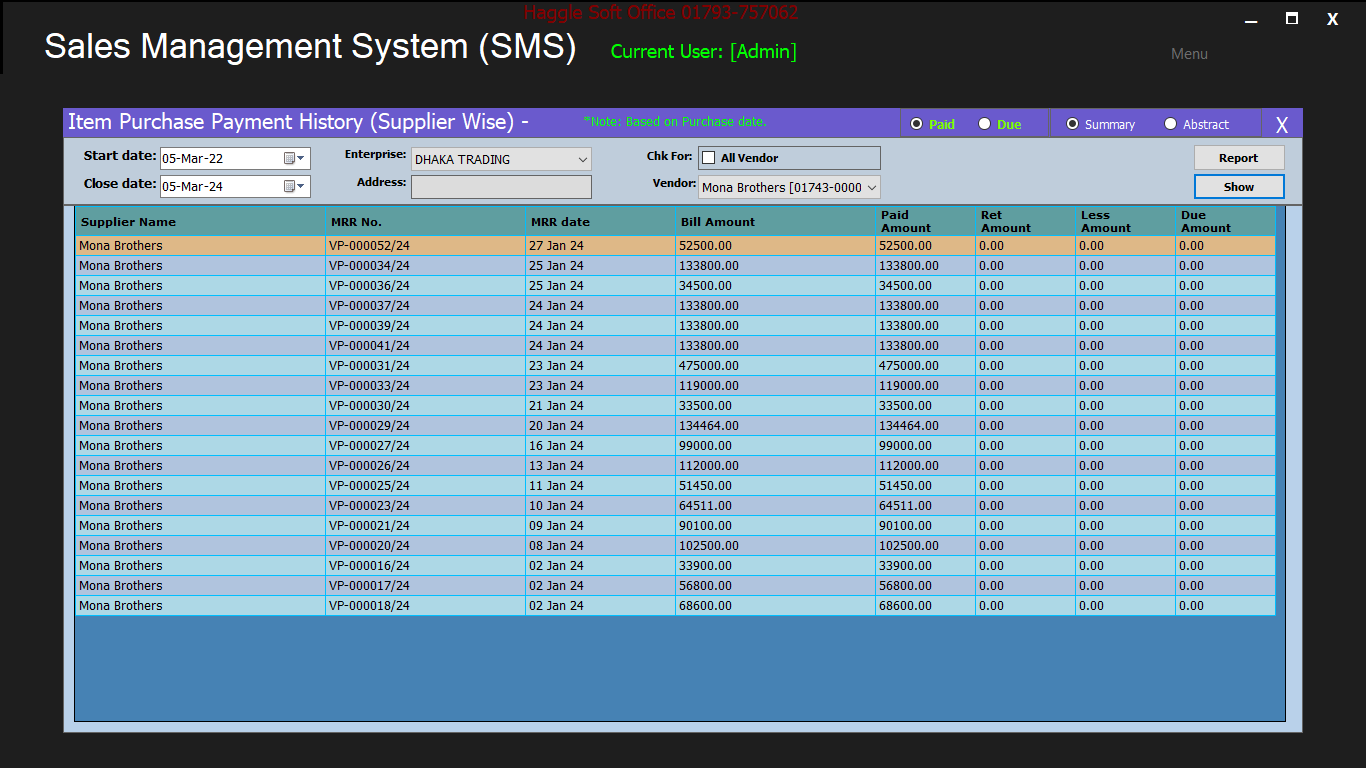 Haggle Soft Office 01793-757062
Sales Management System (SMS) Current User: [Admin]
X
Menu
Item Purchase Payment History (Supplier Wise) - *Note: Based on Purchase date. Paid Due Summary Abstract X
Start date: 05-Mar-22 Enterprise: DHAKA TRADING Chk For: All Vendor Report
Close date: 05-Mar-24 Address: Vendor: Mona Brothers [01743-0000 Show
Supplier Name MRR No. MRR date Bill Amount Paid Amount Ret Amount Less Amount Due Amount
Mona Brothers VP-000052/24 27 Jan 24 52500.00 52500.00 0.00 0.00 0.00
Mona Brothers VP-000034/24 25 Jan 24 133800.00 133800.00 0.00 0.00 0.00
Mona Brothers VP-000036/24 25 Jan 24 34500.00 34500.00 0.00 0.00 0.00
Mona Brothers VP-000037/24 24 Jan 24 133800.00 133800.00 0.00 0.00 0.00
Mona Brothers VP-000039/24 24 Jan 24 133800.00 133800.00 0.00 0.00 0.00
Mona Brothers VP-000041/24 24 Jan 24 133800.00 133800.00 0.00 0.00 0.00
Mona Brothers VP-000031/24 23 Jan 24 475000.00 475000.00 0.00 0.00 0.00
Mona Brothers VP-000033/24 23 Jan 24 119000.00 119000.00 0.00 0.00 0.00
Mona Brothers VP-000030/24 21 Jan 24 33500.00 33500.00 0.00 0.00 0.00
Mona Brothers VP-000029/24 20 Jan 24 134464.00 134464.00 0.00 0.00 0.00
Mona Brothers VP-000027/24 16 Jan 24 99000.00 99000.00 0.00 0.00 0.00
Mona Brothers VP-000026/24 13 Jan 24 112000.00 112000.00 0.00 0.00 0.00
Mona Brothers VP-000025/24 11 Jan 24 51450.00 51450.00 0.00 0.00 0.00
Mona Brothers VP-000023/24 10 Jan 24 64511.00 64511.00 0.00 0.00 0.00
Mona Brothers VP-000021/24 09 Jan 24 90100.00 90100.00 0.00 0.00 0.00
Mona Brothers VP-000020/24 08 Jan 24 102500.00 102500.00 0.00 0.00 0.00
Mona Brothers VP-000016/24 02 Jan 24 33900.00 33900.00 0.00 0.00 0.00
Mona Brothers VP-000017/24 02 Jan 24 56800.00 56800.00 0.00 0.00 0.00
Mona Brothers VP-000018/24 02 Jan 24 68600.00 68600.00 0.00 0.00 0.00